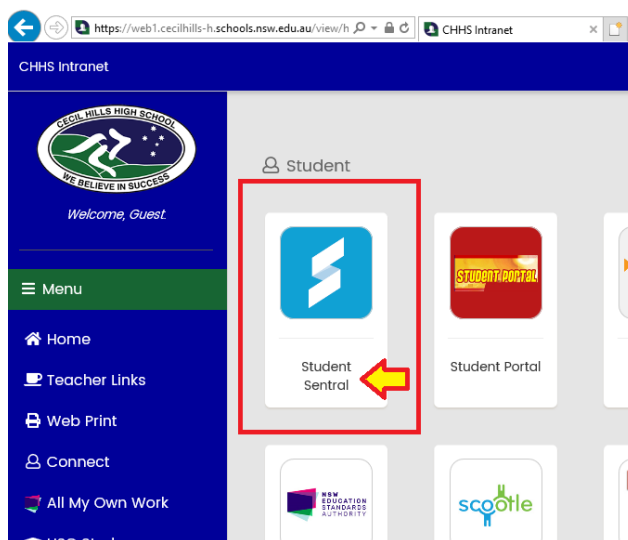 https://web1.cecilhills-h.schools.nsw.edu.au/view/h
CHHS Intranet
CHHS Intranet
CECIL HILLS HIGH SCHOOL
WE BELIEVE IN SUCCESS
Welcome, Guest.
Menu
Home
Teacher Links
Web Print
Connect
All My Own Work
Student
STUDENT PORTAL
Student
Sentral
Student Portal
NSW
EDUCATION
STANDARDS
AUTHORITY
scootle